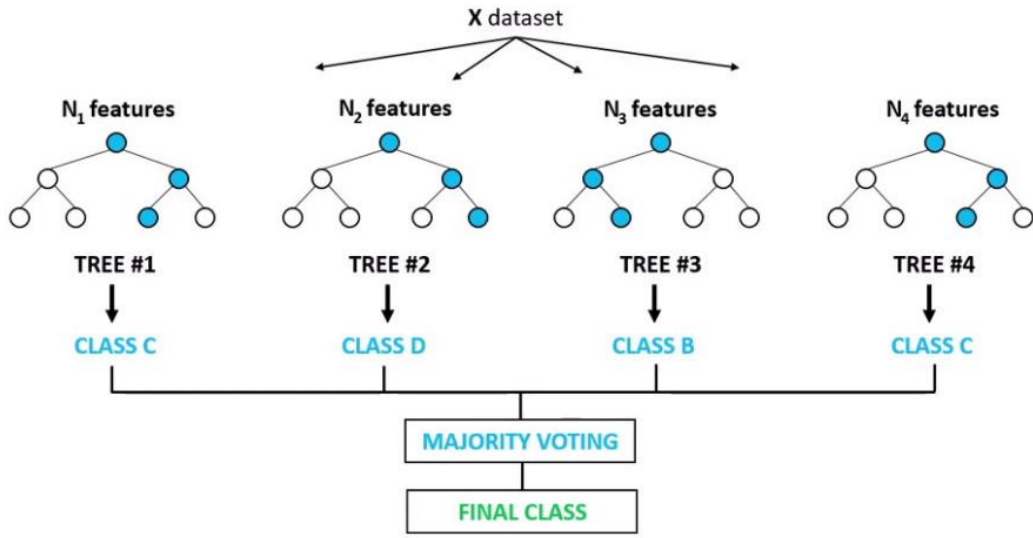 X dataset
N₁ features
N₂ features
N₃ features
N₄ features
TREE #1
TREE #2
TREE #3
TREE #4
CLASS C
CLASS D
CLASS B
CLASS C
MAJORITY VOTING
FINAL CLASS